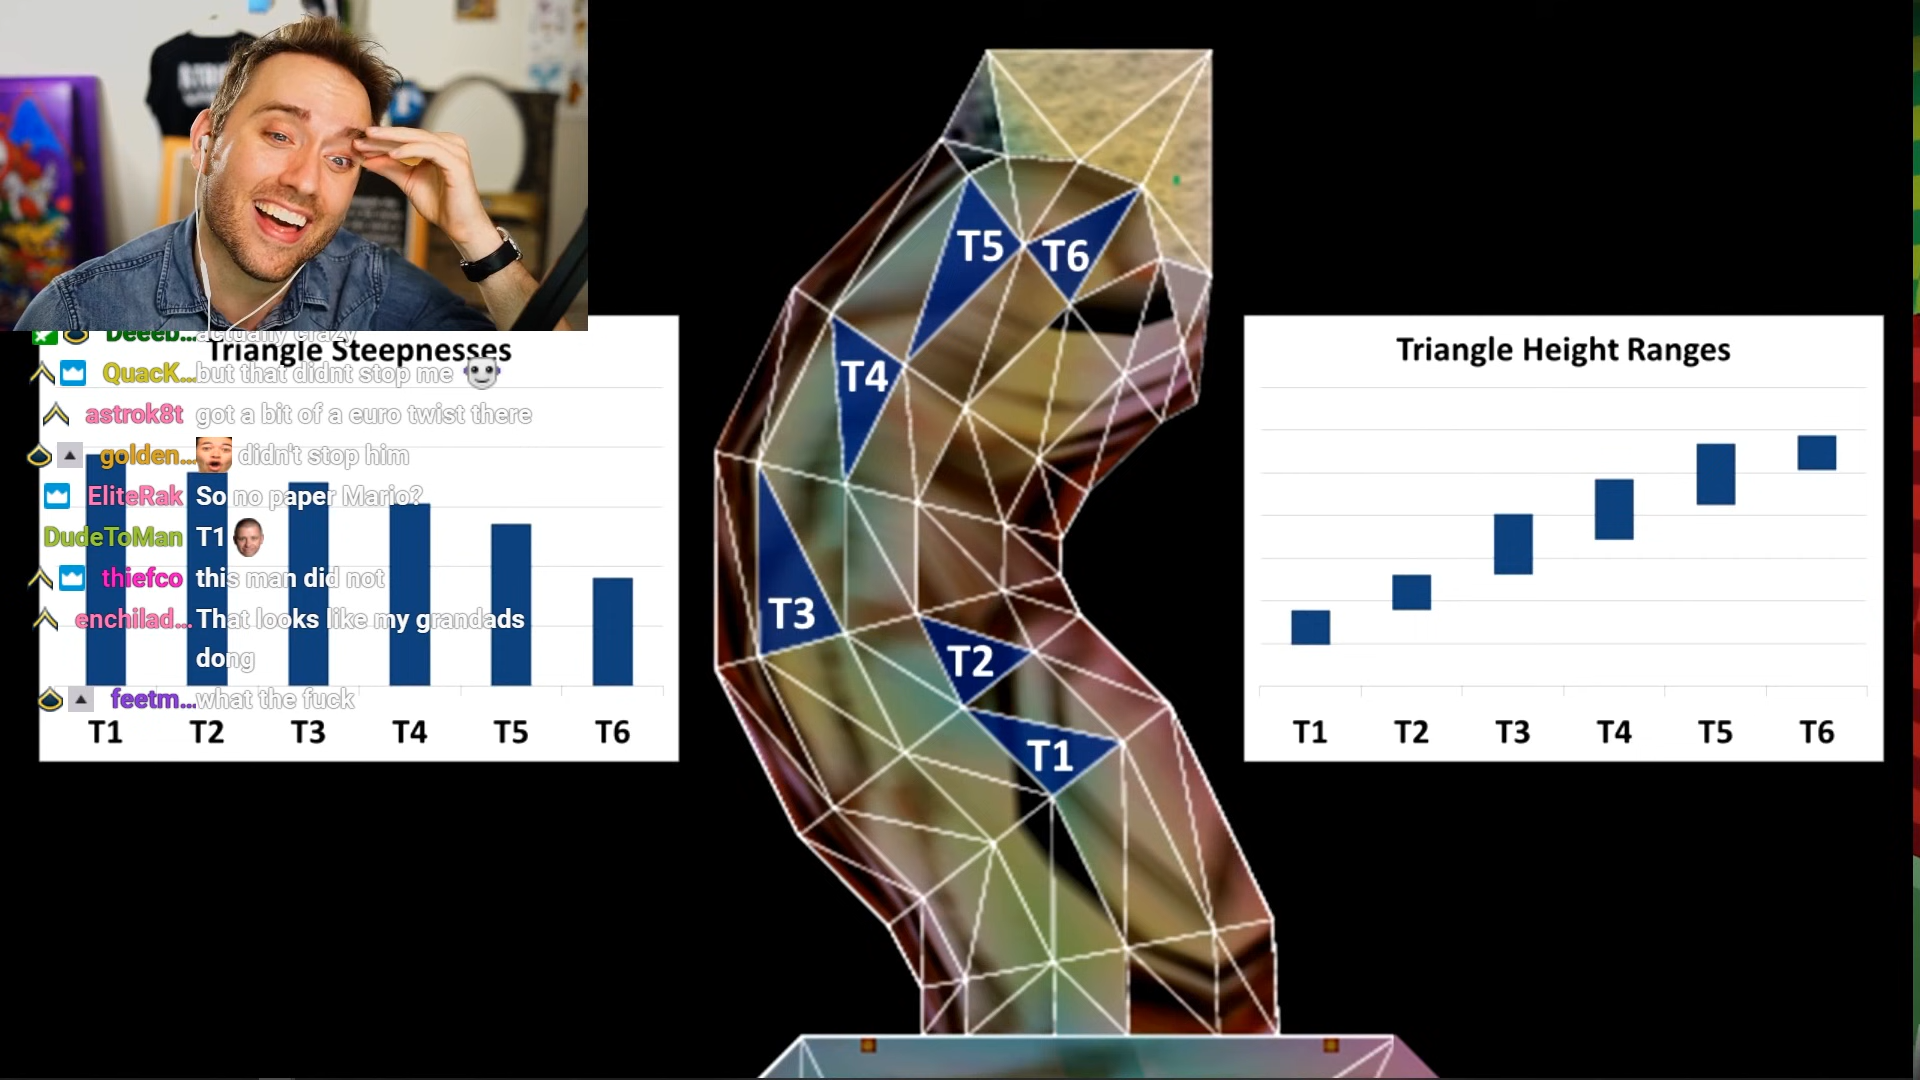 Deeeb...actually crazy
Triangle Steepnesses
QuacK...but that didnt stop me
astrok8t got a bit of a euro twist there
golden... didn't stop him
EliteRak So no paper Mario?
DudeToMan T1
thiefco this man did not
enchilad...That looks like my grandads
dong
feetm...what the fuck
T1 T2 T3 T4 T5 T6
T5
T6
T4
T3
T2
T1
Triangle Height Ranges
T1 T2 T3 T4 T5 T6